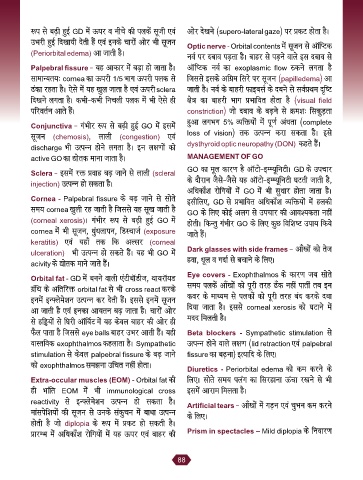 रूप से बढ़ी हुई GD में ऊपर व नीचे की पलकें सूजी एवं
उभरी हुई दिखायी देती हैं एवं इनके चारों ओर भी सूजन
(Periorbital edema) आ जाती है।
Palpebral fissure - वह आकार में बड़ा हो जाता है।
सामान्यतः cornea का ऊपरी 1/5 भाग ऊपरी पलक से
ढंका रहता है। ऐसे में यह खुल जाता है एवं ऊपरी sclera
दिखने लगता है। कभी-कभी निचली पलक में भी ऐसे ही
परिवर्तन आते हैं।
Conjunctiva - गंभीर रूप से बढ़ी हुई GO में इसमें
सूजन (chemosis), लाली (congestion) एवं
discharge भी उत्पन्न होने लगता है। इन लक्षणों को
active GO का द्योतक माना जाता है।
Sclera - इसमें रक्त प्रवाह बढ़ जाने से लाली (scleral
injection) उत्पन्न हो सकता है।
Cornea - Palpebral fissure के बढ़ जाने से सोते
समय cornea खुली रह जाती है जिससे यह सूख जाती है
(corneal xerosis)। गंभीर रूप से बढ़ी हुई GO में
cornea में भी सूजन, धुंधलापन, डिस्चार्ज (exposure
keratitis) एवं यहाँ तक कि अल्सर (corneal
ulceration) भी उत्पन्न हो सकते हैं। यह भी GO में
acivity के द्योतक माने जाते हैं।
Orbital fat - GD में बनने वाली एंटीबॉडीज, थायरॉयड
ग्रंथि के अतिरिक्त orbital fat से भी cross react करके
इनमें इन्फ्लेमेशन उत्पन्न कर देती हैं। इससे इनमें सूजन
आ जाती है एवं इनका आयतन बढ़ जाता है। चारों ओर
से हड्डियों से घिरी ऑर्बिट में यह केवल बाहर की ओर ही
फैल पाता है जिससे eye balls बाहर उभर आती है। यही
वास्तविक exophthalmos कहलाता है। Sympathetic
stimulation से केवल palpebral fissure के बढ़ जाने
को exophthalmos समझना उचित नहीं होता।
Extra-occular muscles (EOM) - Orbital fat की
ही भांति EOM में भी immunological cross
reactivity से इन्फ्लेमेशन उत्पन्न हो सकता है।
मांसपेशियों की सूजन से उनके संकुचन में बाधा उत्पन्न
होती है जो diplopia के रूप में प्रकट हो सकती है।
प्रारम्भ में अधिकाँश रोगियों में यह ऊपर एवं बाहर की
ओर देखने (supero-lateral gaze) पर प्रकट होता है।
Optic nerve - Orbital contents में सूजन से ऑप्टिक
नर्व पर दबाव पड़ता है। बाहर से पड़ने वाले इस दबाव से
ऑप्टिक नर्व का exoplasmic flow रुकने लगता है
जिससे इसके अग्रिम सिरे पर सूजन (papilledema) आ
जाती है। नर्व के बाहरी फाइबर्स के दबने से सर्वप्रथम दृष्टि
क्षेत्र का बाहरी भाग प्रभावित होता है (visual field
constriction) जो दबाव के बढ़ने से क्रमशः सिकुड़ता
हुआ लगभग 5% व्यक्तियों में पूर्ण अंधता (complete
loss of vision) तक उत्पन्न करा सकता है। इसे
dysthyroid optic neuropathy (DON) कहते हैं।
MANAGEMENT OF GO
GO का मूल कारण है ऑटो-इम्यूनिटी। GD के उपचार
के दौरान जैसे-जैसे यह ऑटो-इम्यूनिटी घटती जाती है,
अधिकाँश रोगियों में GO में भी सुधार होता जाता है।
इसीलिए, GD से प्रभावित अधिकाँश व्यक्तियों में हलकी
GO के लिए कोई अलग से उपचार की आवश्यकता नहीं
होती। किन्तु गंभीर GO के लिए कुछ विशिष्ट उपाय किये
जाते हैं।
Dark glasses with side frames - आँखों को तेज
हवा, धूल व गर्दा से बचाने के लिए।
Eye covers - Exophthalmos के कारण जब सोते
समय पलकें आँखों को पूरी तरह ढँक नहीं पातीं तब इन
कवर के माध्यम से पलकों को पूरी तरह बंद करके दबा
दिया जाता है। इससे corneal xerosis को घटाने में
मदद मिलती है।
Beta blockers - Sympathetic stimulation से
उत्पन्न होने वाले लक्षण (lid retraction एवं palpebral
fissure का बढ़ना) इत्यादि के लिए।
Diuretics - Periorbital edema को कम करने के
लिए। सोते समय पलंग का सिरहाना ऊंचा रखने से भी
इसमें आराम मिलता है।
Artificial tears - आँखों में गड़न एवं चुभन कम करने
के लिए।
Prism in spectacles – Mild diplopia के निवारण
88